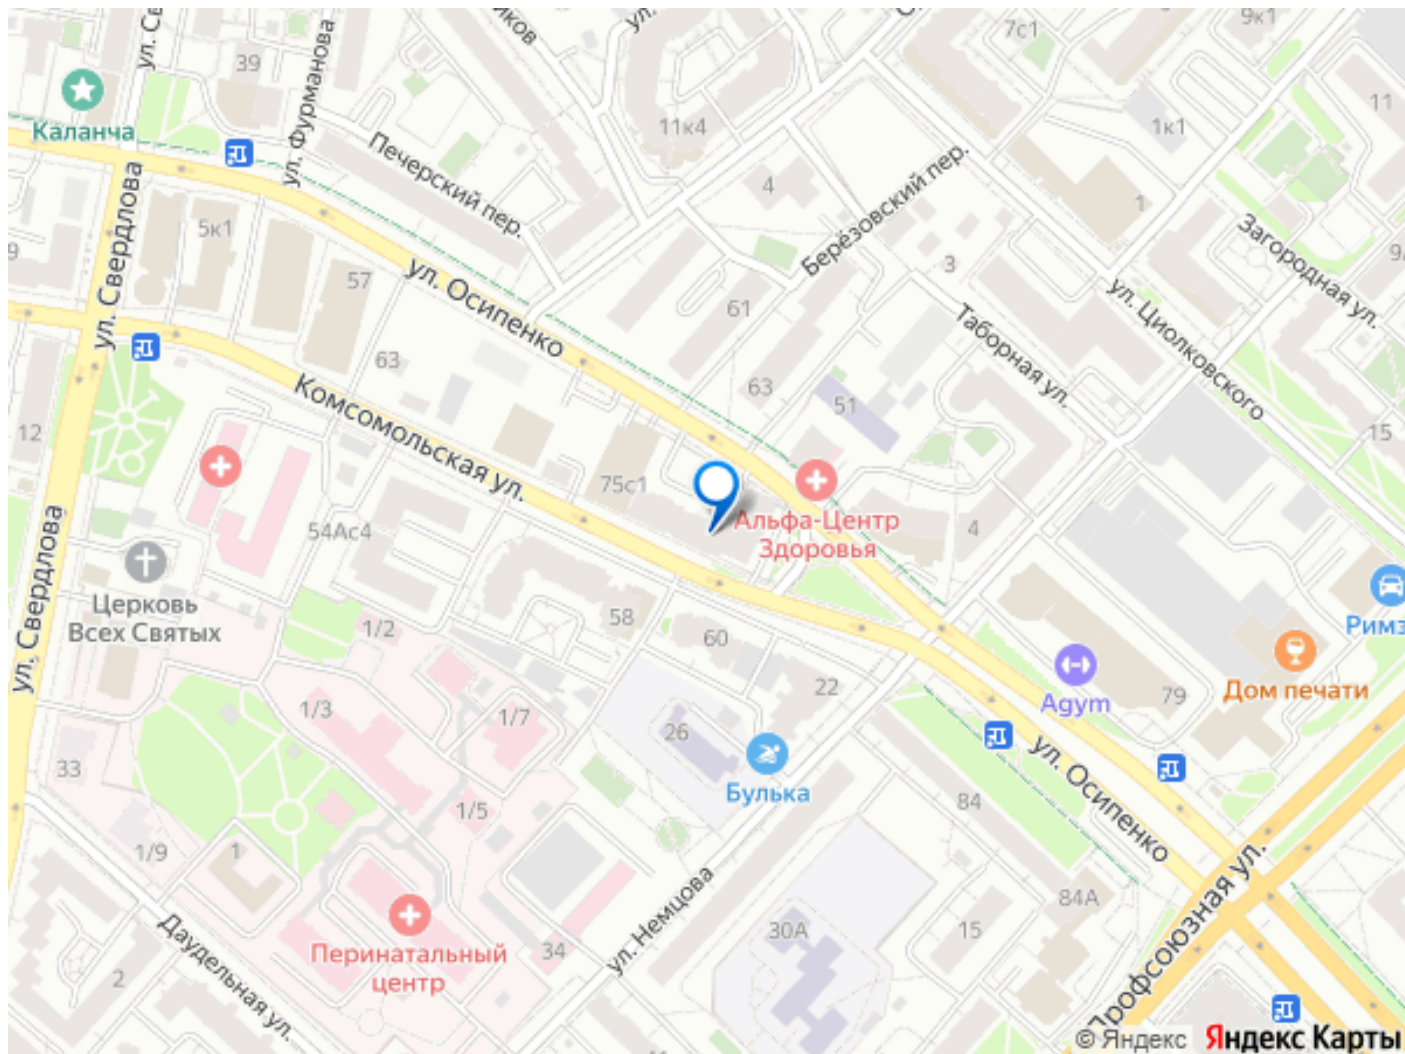 39
ул. Фурманова
Каланча
Печерский пер.
11к4
7с1
9к1
11
1к1
4
1
ул. Свердлова
5к1
Берёзовский пер.
Загородная ул.
57
ул. Осипенко
3
61
ул. Циолковского
Таборная ул.
63
63
51
12
15
Комсомольская ул.
75с1
Альфа-Центр
Здоровья
4
54Ас4
ул. Свердлова
Церковь
Всех Святых
1/2
58
60
22
Римз
Agym
79
Дом печати
1/3
1/7
26
ул. Осипенко
Булька
33
84
1/5
1/9
1
ул. Немцова
Профсоюзная ул.
84А
30А
15
Даудельная ул.
Перинатальный
центр
34
2
© Яндекс
Яндекс Карты